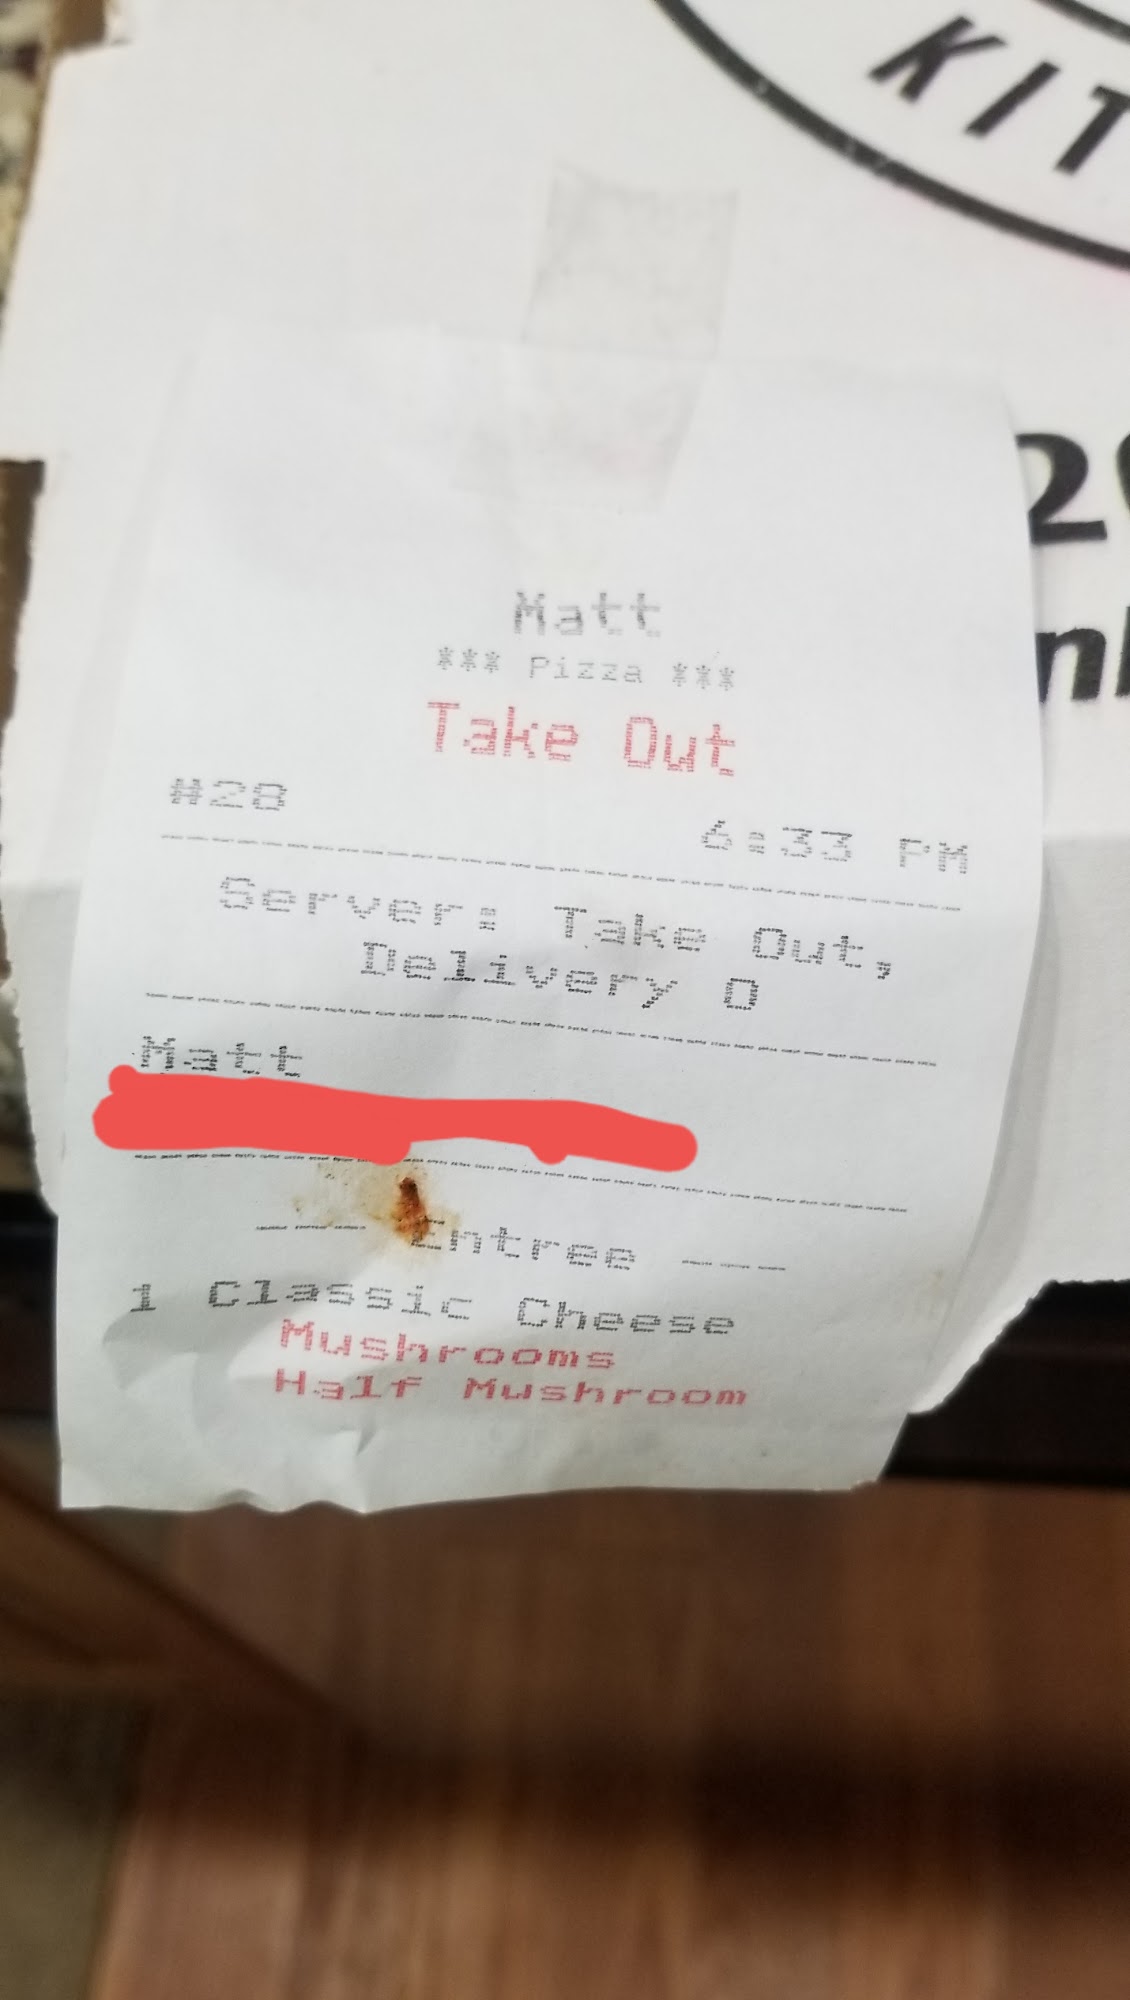 KIT
Matt
*** Pizza ***
Take Out
#28
6:33 PM
Server: Take Out,
Delivery D
Matt
Entree
1 Classic Cheese
Mushrooms
Half Mushroom